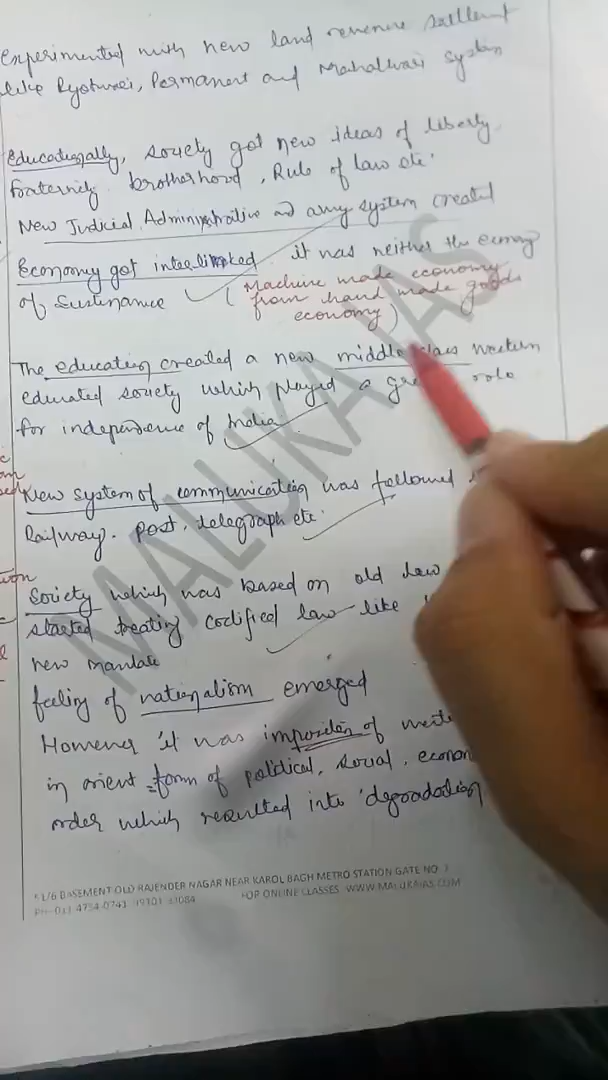 experimented with new land revenue settlement
like Ryotwari, Permanent and Mahalwari system
Educationally, society got new ideas of liberty
fraternity brotherhood, Rule of law etc.
New Judicial, Administrative and army system created
Economy got interlinked. it was neither the economy
of Sustenance
( Machine made economy
from hand made goods
economy)
The education created a new middle class western
educated society which played a great role
for independence of India
New system of communication was followed
Railway. post, telegraph etc.
Society which was based on old law
started treating codified law like
new mandate
feeling of nationalism emerged
However it was imposition of
in orient form of political, social, econom
order which resulted into degradation
MALUKA IAS
1/6 BASEMENT OLD RAJENDER NAGAR NEAR KAROL BAGH METRO STATION GATE NO
Ph-011-4754-0743 FOR ONLINE CLASSES WWW.MALUKAIAS.COM